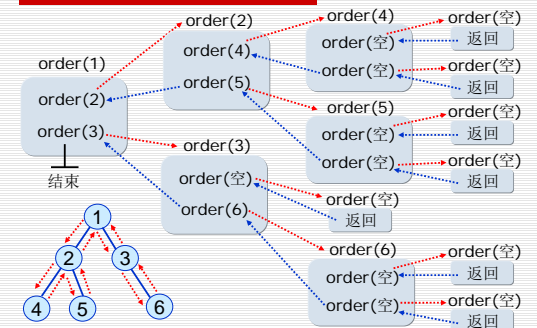 order(1)
order(2)
order(3)
结束
order(2)
order(4)
order(5)
order(3)
order(空)
order(6)
order(4)
order(空)
order(空)
order(5)
order(空)
order(空)
order(空)
返回
order(6)
order(空)
order(空)
order(空)
返回
order(空)
返回
order(空)
返回
order(空)
返回
order(空)
返回
order(空)
返回
1
2
3
4
5
6